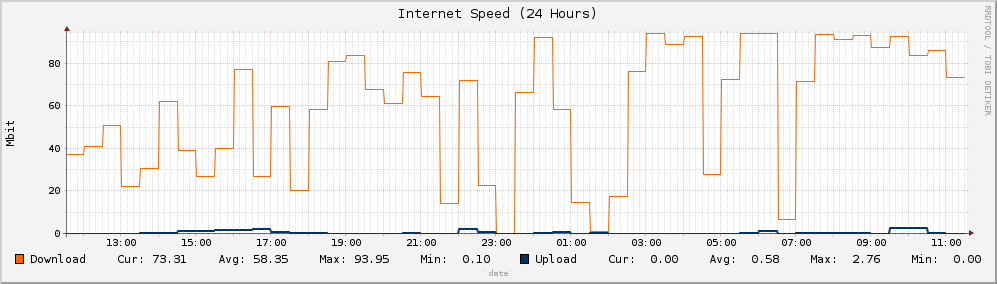 Internet Speed (24 Hours)
RRDTOOL / TOBI OETIKER
Mbit
80
60
40
20
0
13:00 15:00 17:00 19:00 21:00 23:00 01:00 03:00 05:00 07:00 09:00 11:00
Download Cur: 73.31 Avg: 58.35 Max: 93.95 Min: 0.10 Upload Cur: 0.00 Avg: 0.58 Max: 2.76 Min: 0.00
`date`